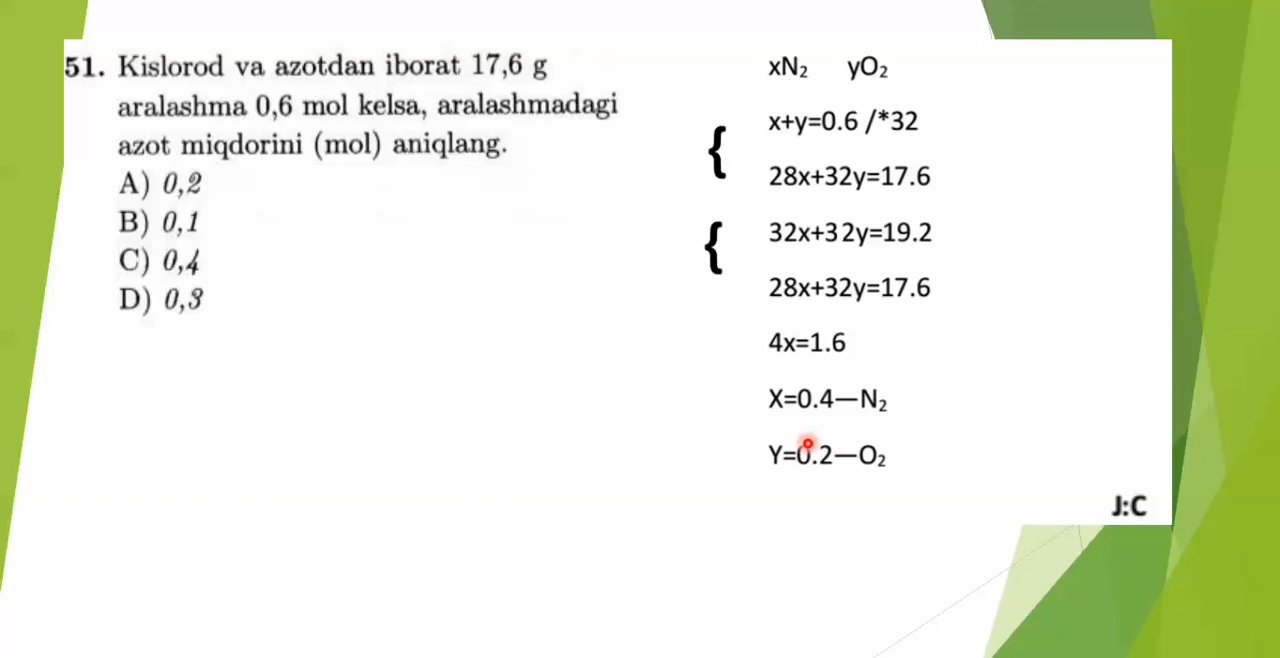 51. Kislorod va azotdan iborat 17,6 g
aralashma 0,6 mol kelsa, aralashmadagi
azot miqdorini (mol) aniqlang.
A) 0,2
B) 0,1
C) 0,4
D) 0,3
xN₂ yO₂
{
x+y=0.6 /*32
28x+32y=17.6
{
32x+32y=19.2
28x+32y=17.6
4x=1.6
X=0.4—N₂
Y=0.2—O₂
J:C